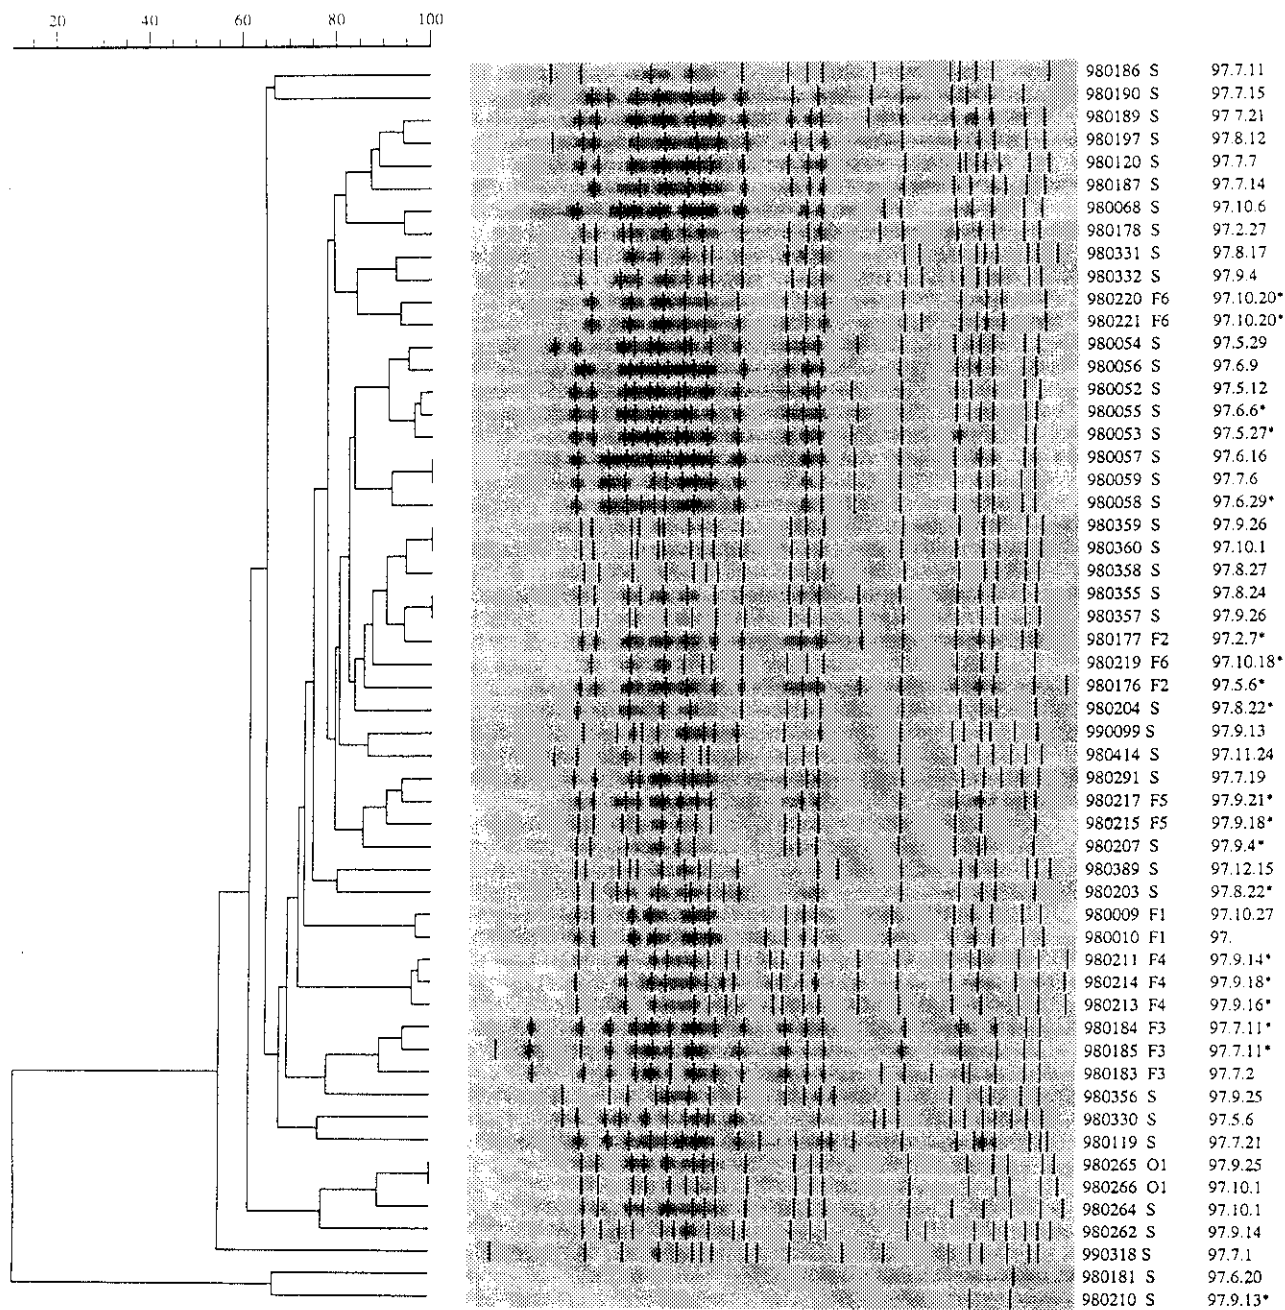 20 40 60 80 100
980186 S 97.7.11
980190 S 97.7.15
980189 S 97 7.21
980197 S 97.8.12
980120 S 97.7.7
980187 S 97.7.14
980068 S 97.10.6
980178 S 97.2.27
980331 S 97.8.17
980332 S 97.9.4
980220 F6 97.10.20*
980221 F6 97.10.20*
980054 S 97.5.29
980056 S 97.6.9
980052 S 97.5.12
980055 S 97.6.6*
980053 S 97.5.27*
980057 S 97.6.16
980059 S 97.7.6
980058 S 97.6.29*
980359 S 97.9.26
980360 S 97.10.1
980358 S 97.8.27
980355 S 97.8.24
980357 S 97.9.26
980177 F2 97.2.7*
980219 F6 97.10.18*
980176 F2 97.5.6*
980204 S 97.8.22*
990099 S 97.9.13
980414 S 97.11.24
980291 S 97.7.19
980217 F5 97.9.21*
980215 F5 97.9.18*
980207 S 97.9.4*
980389 S 97.12.15
980203 S 97.8.22*
980009 F1 97.10.27
980010 F1 97.
980211 F4 97.9.14*
980214 F4 97.9.18*
980213 F4 97.9.16*
980184 F3 97.7.11*
980185 F3 97.7.11*
980183 F3 97.7.2
980356 S 97.9.25
980330 S 97.5.6
980119 S 97.7.21
980265 O1 97.9.25
980266 O1 97.10.1
980264 S 97.10.1
980262 S 97.9.14
990318 S 97.7.1
980181 S 97.6.20
980210 S 97.9.13*